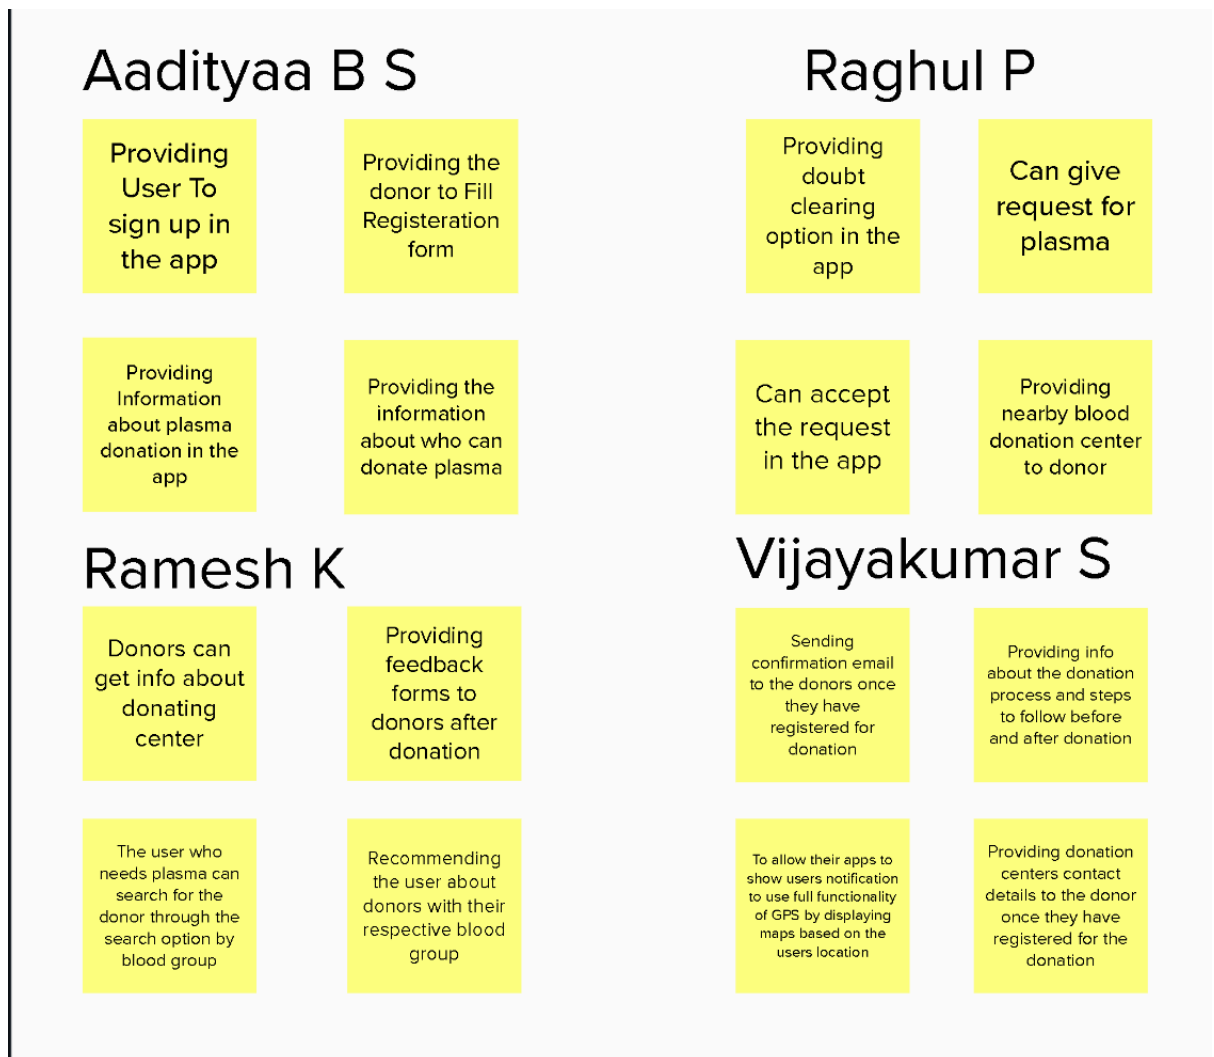 Aadityaa B S
Providing
User To
sign up in
the app
Providing the
donor to Fill
Registeration
form
Providing
Information
about plasma
donation in the
app
Providing the
information
about who can
donate plasma
Raghul P
Providing
doubt
clearing
option in the
app
Can give
request for
plasma
Can accept
the request
in the app
Providing
nearby blood
donation center
to donor
Ramesh K
Donors can
get info about
donating
center
Providing
feedback
forms to
donors after
donation
The user who
needs plasma can
search for the
donor through the
search option by
blood group
Recommending
the user about
donors with their
respective blood
group
Vijayakumar S
Sending
confirmation email
to the donors once
they have
registered for
donation
Providing info
about the donation
process and steps
to follow before
and after donation
To allow their apps to
show users notification
to use full functionality
of GPS by displaying
maps based on the
users location
Providing donation
centers contact
details to the donor
once they have
registered for the
donation